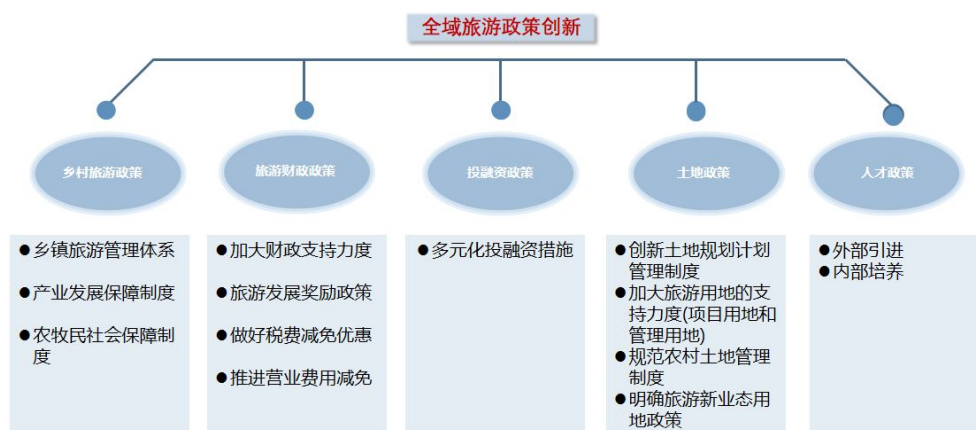 全域旅游政策创新
乡村旅游政策
旅游财政政策
投融资政策
土地政策
人才政策
●乡镇旅游管理体系
●产业发展保障制度
●农牧民社会保障制
度
●加大财政支持力度
●旅游发展奖励政策
●做好税费减免优惠
●推进营业费用减免
●多元化投融资措施
●创新土地规划计划
管理制度
●加大旅游用地的支
持力度(项目用地和
管理用地)
●规范农村土地管理
制度
●明确旅游新业态用
地政策
●外部引进
●内部培养